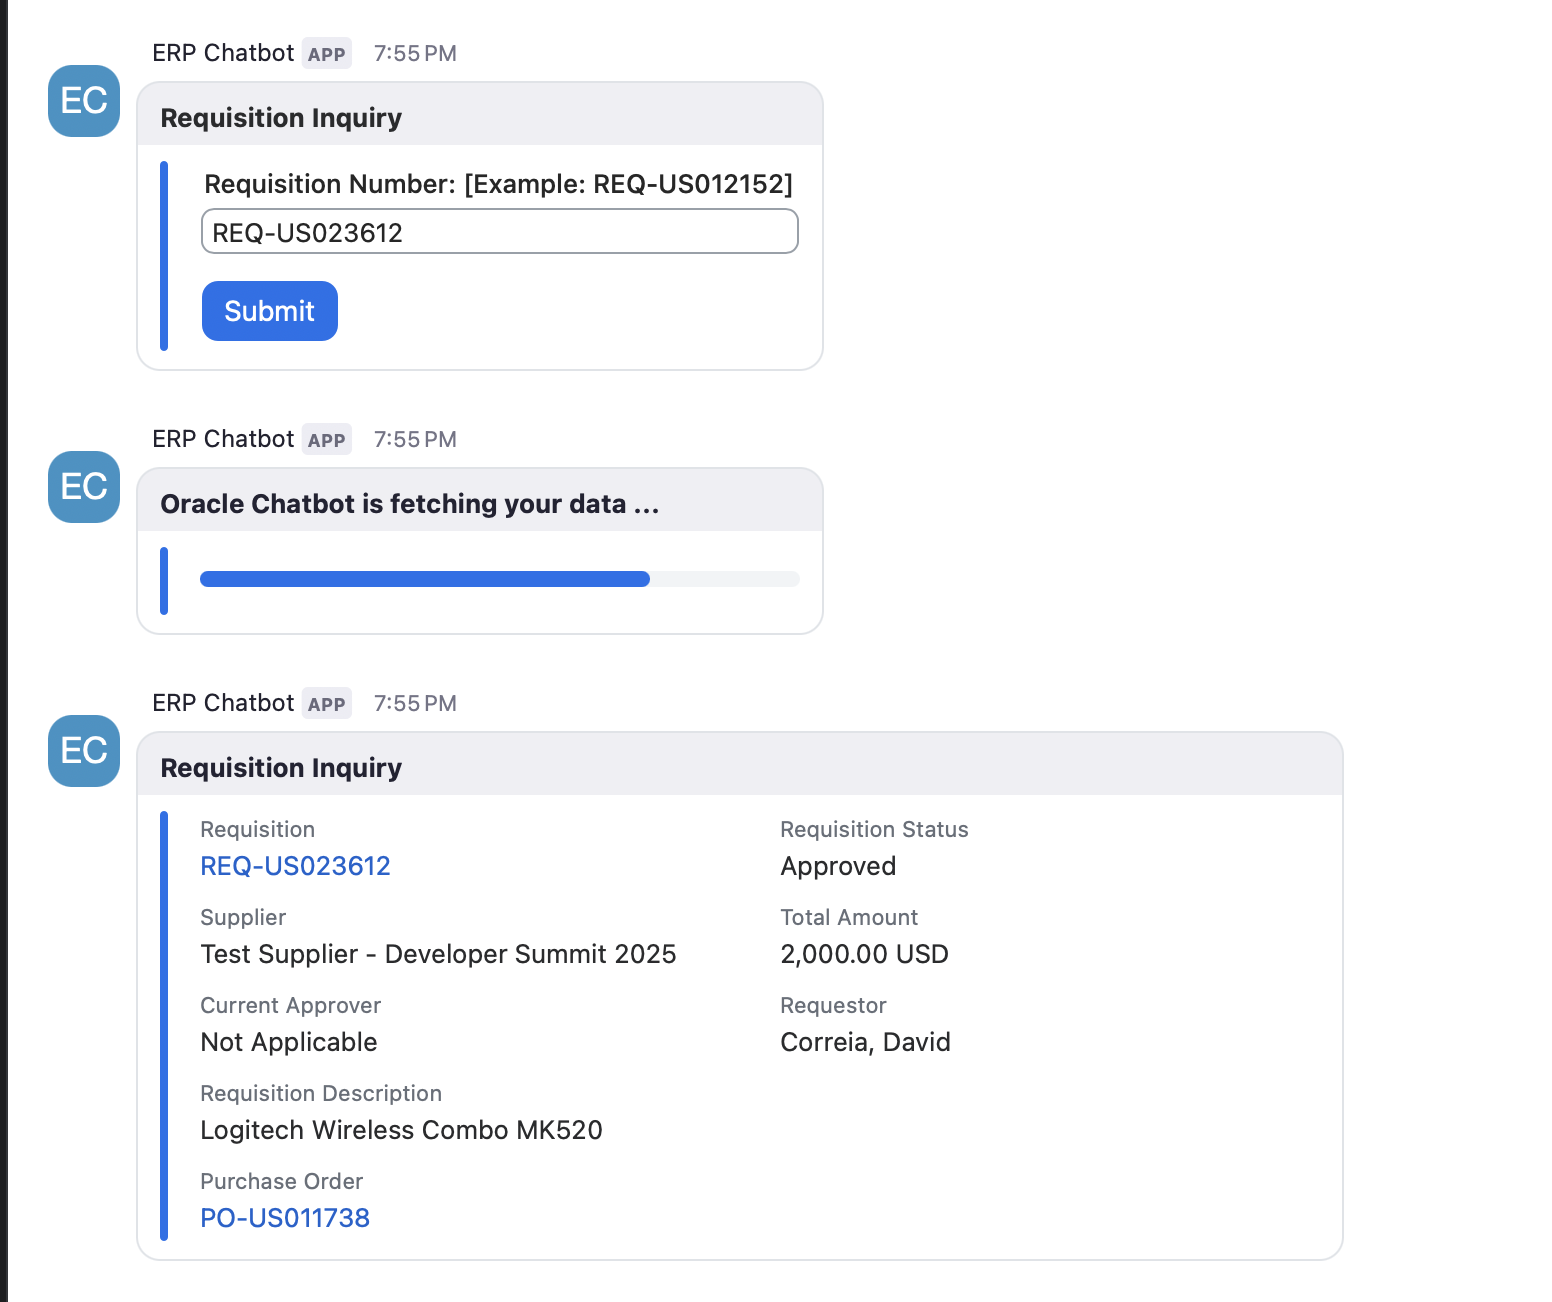 ERP Chatbot APP 7:55 PM
EC
Requisition Inquiry
Requisition Number: [Example: REQ-US012152]
REQ-US023612
Submit
ERP Chatbot APP 7:55 PM
EC
Oracle Chatbot is fetching your data ...
ERP Chatbot APP 7:55 PM
EC
Requisition Inquiry
Requisition Requisition Status
REQ-US023612 Approved
Supplier Total Amount
Test Supplier - Developer Summit 2025 2,000.00 USD
Current Approver Requestor
Not Applicable Correia, David
Requisition Description
Logitech Wireless Combo MK520
Purchase Order
PO-US011738